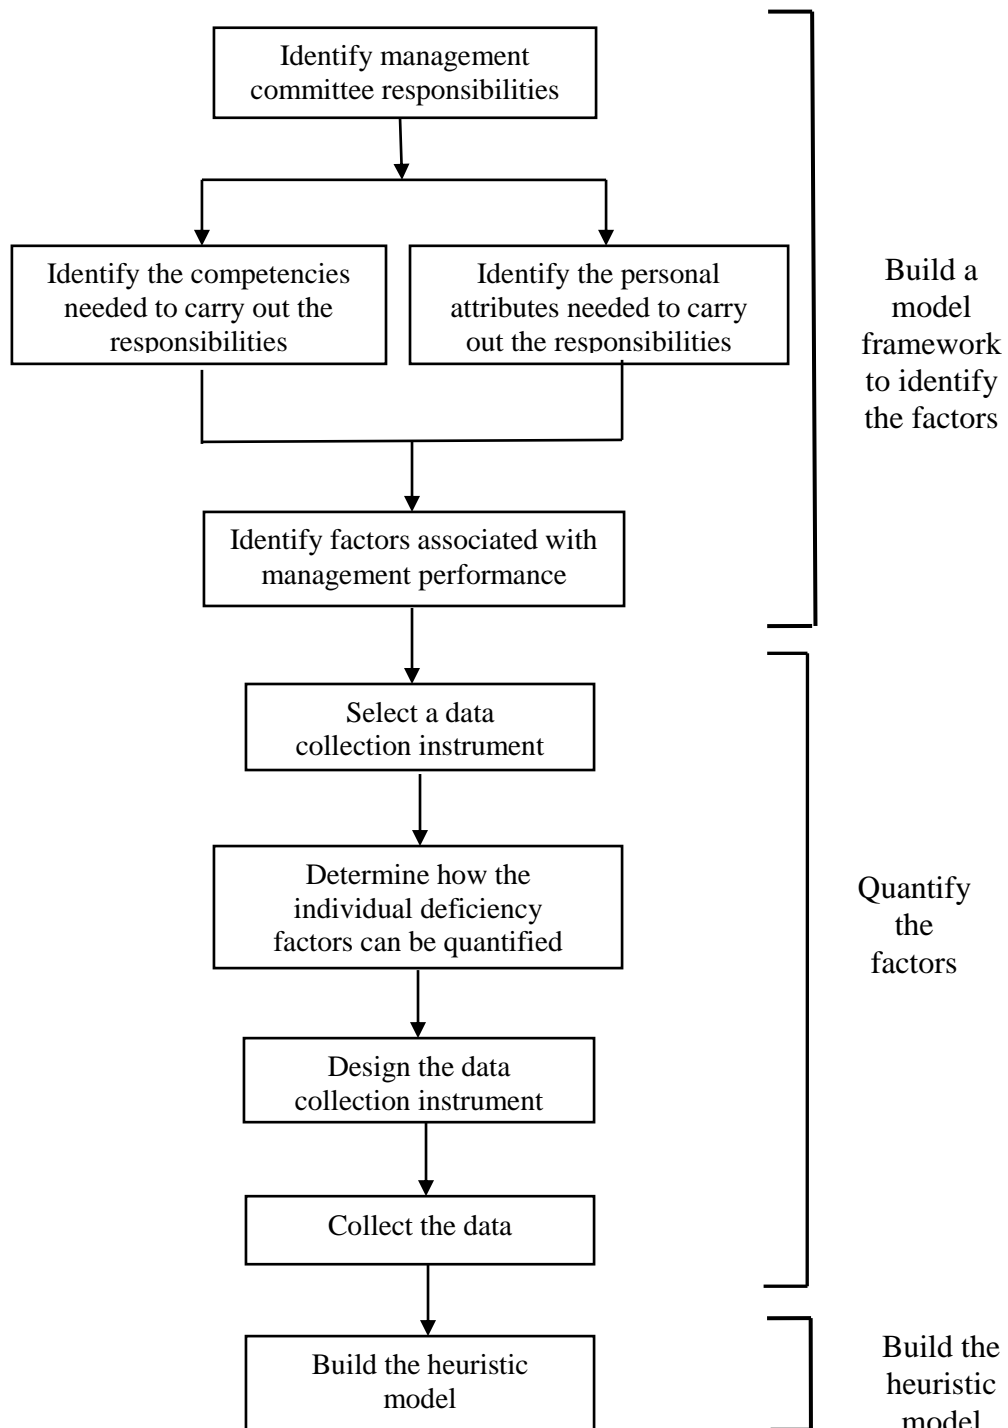 Identify management
committee responsibilities
Identify the competencies
needed to carry out the
responsibilities
Identify the personal
attributes needed to carry
out the responsibilities
Build a
model
framework
to identify
the factors
Identify factors associated with
management performance
Select a data
collection instrument
Determine how the
individual deficiency
factors can be quantified
Quantify
the
factors
Design the data
collection instrument
Collect the data
Build the heuristic
model
Build the
heuristic
model